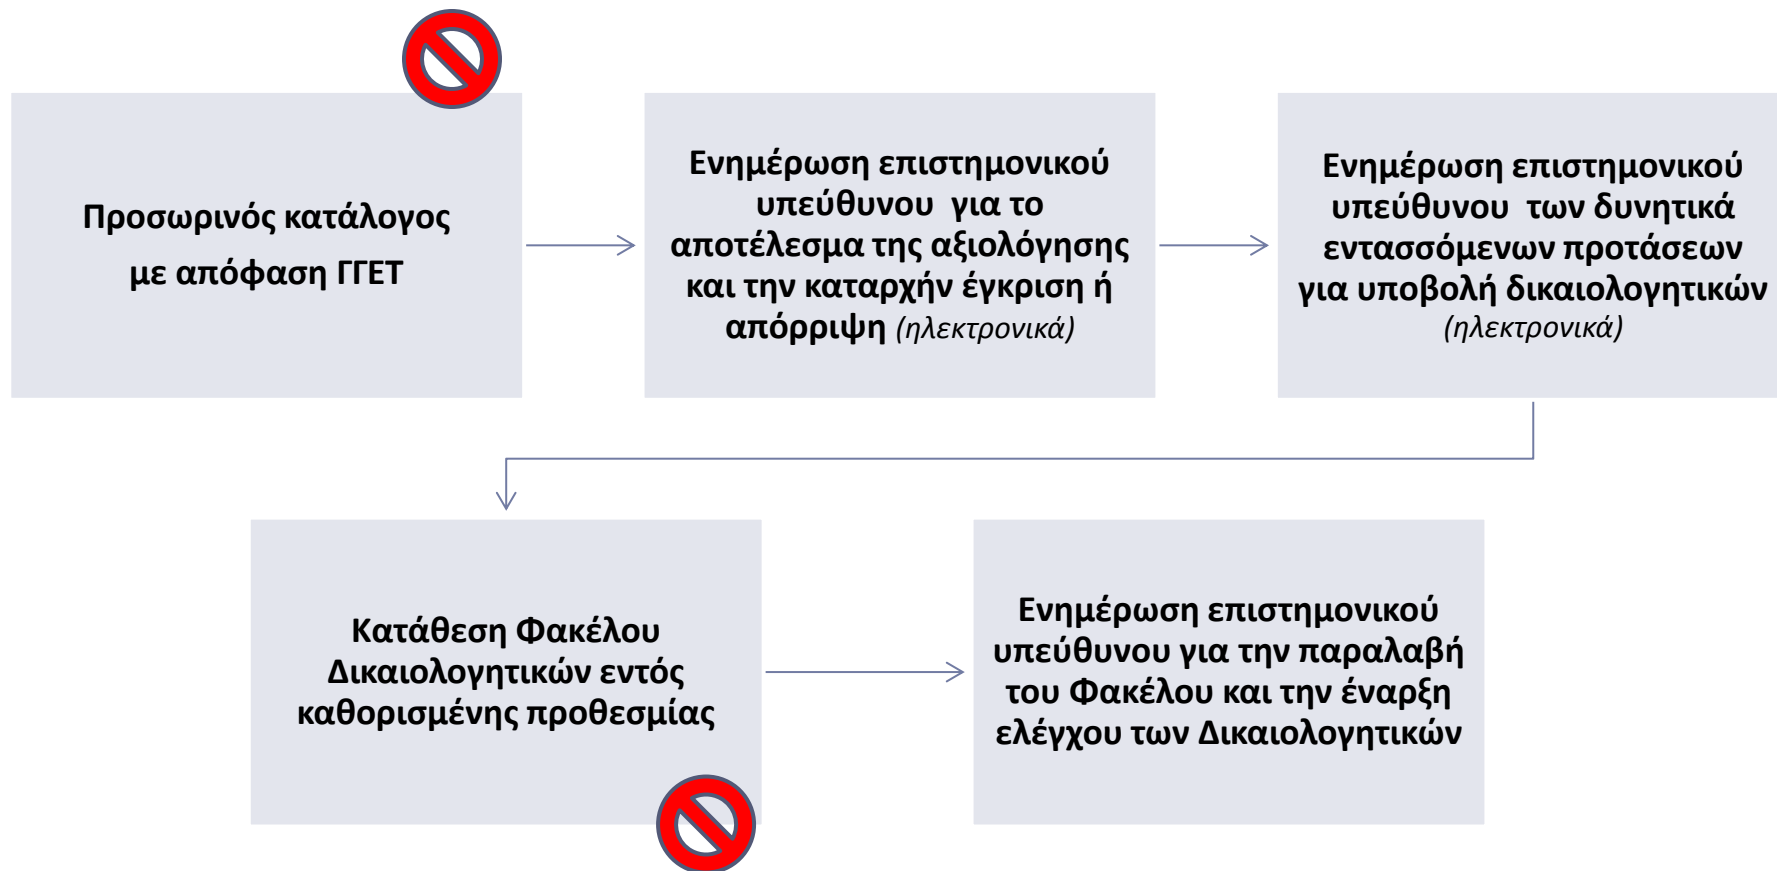 Προσωρινός κατάλογος
με απόφαση ΓΓΕΤ
Ενημέρωση επιστημονικού
υπεύθυνου για το
αποτέλεσμα της αξιολόγησης
και την καταρχήν έγκριση ή
απόρριψη (ηλεκτρονικά)
Ενημέρωση επιστημονικού
υπεύθυνου των δυνητικά
εντασσόμενων προτάσεων
για υποβολή δικαιολογητικών
(ηλεκτρονικά)
Κατάθεση Φακέλου
Δικαιολογητικών εντός
καθορισμένης προθεσμίας
Ενημέρωση επιστημονικού
υπεύθυνου για την παραλαβή
του Φακέλου και την έναρξη
ελέγχου των Δικαιολογητικών